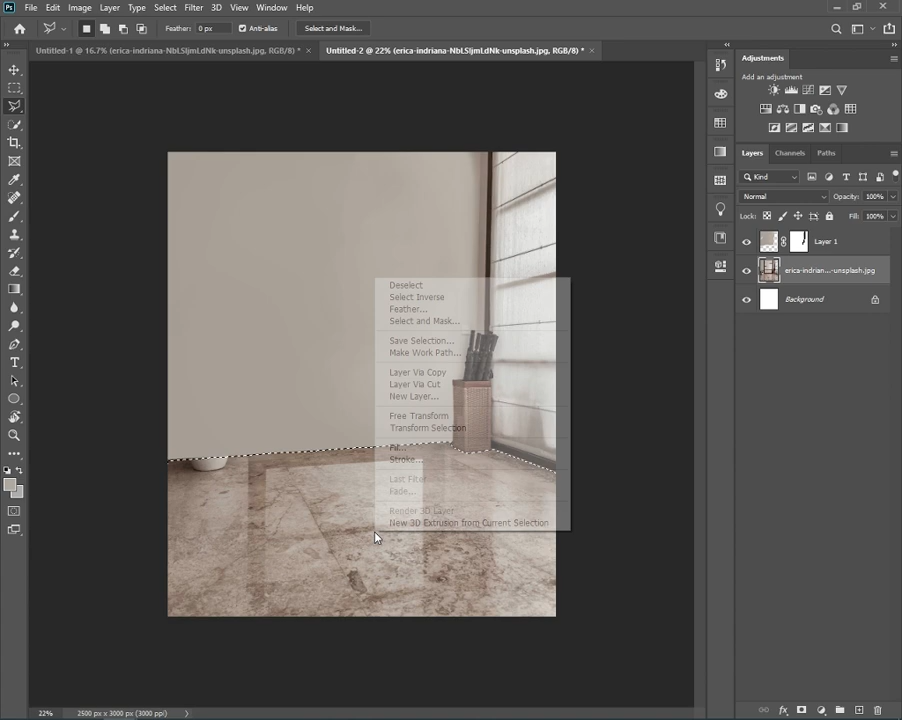 Ps File Edit Image Layer Type Select Filter 3D View Window Help
Feather: 0 px Anti-alias Select and Mask...
Untitled-1 @ 16.7% (erica-indriana-NbLSljmLdNk-unsplash.jpg, RGB/8) * × Untitled-2 @ 22% (erica-indriana-NbLSljmLdNk-unsplash.jpg, RGB/8) * ×
Adjustments
Add an adjustment
Layers Channels Paths
Kind
Normal Opacity: 100%
Lock: Fill: 100%
Layer 1
erica-indrian...-unsplash.jpg
Background
Deselect
Select Inverse
Feather...
Select and Mask...
Save Selection...
Make Work Path...
Layer Via Copy
Layer Via Cut
New Layer...
Free Transform
Transform Selection
Fill...
Stroke...
Last Filter
Fade...
Render 3D Layer
New 3D Extrusion from Current Selection
22% 2500 px x 3000 px (3000 ppi)